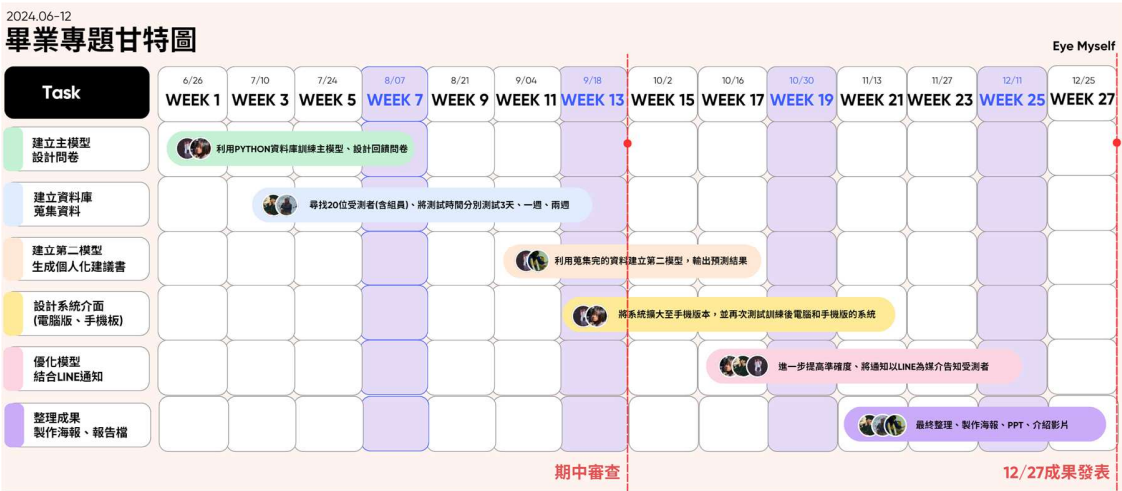 2024.06-12
畢業專題甘特圖
Eye Myself
Task
6/26
WEEK 1
7/10
WEEK 3
7/24
WEEK 5
8/07
WEEK 7
8/21
WEEK 9
9/04
WEEK 11
9/18
WEEK 13
10/2
WEEK 15
10/16
WEEK 17
10/30
WEEK 19
11/13
WEEK 21
11/27
WEEK 23
12/11
WEEK 25
12/25
WEEK 27
建立主模型
設計問卷
利用PYTHON資料庫訓練主模型、設計回饋問卷
建立資料庫
蒐集資料
尋找20位受測者(含組員)、將測試時間分別測試3天、一週、兩週
建立第二模型
生成個人化建議書
利用蒐集完的資料建立第二模型，輸出預測結果
設計系統介面
(電腦版、手機板)
將系統擴大至手機版本，並再次測試訓練後電腦和手機版的系統
優化模型
結合LINE通知
進一步提高準確度、將通知以LINE為媒介告知受測者
整理成果
製作海報、報告檔
最終整理、製作海報、PPT、介紹影片
期中審查
12/27成果發表